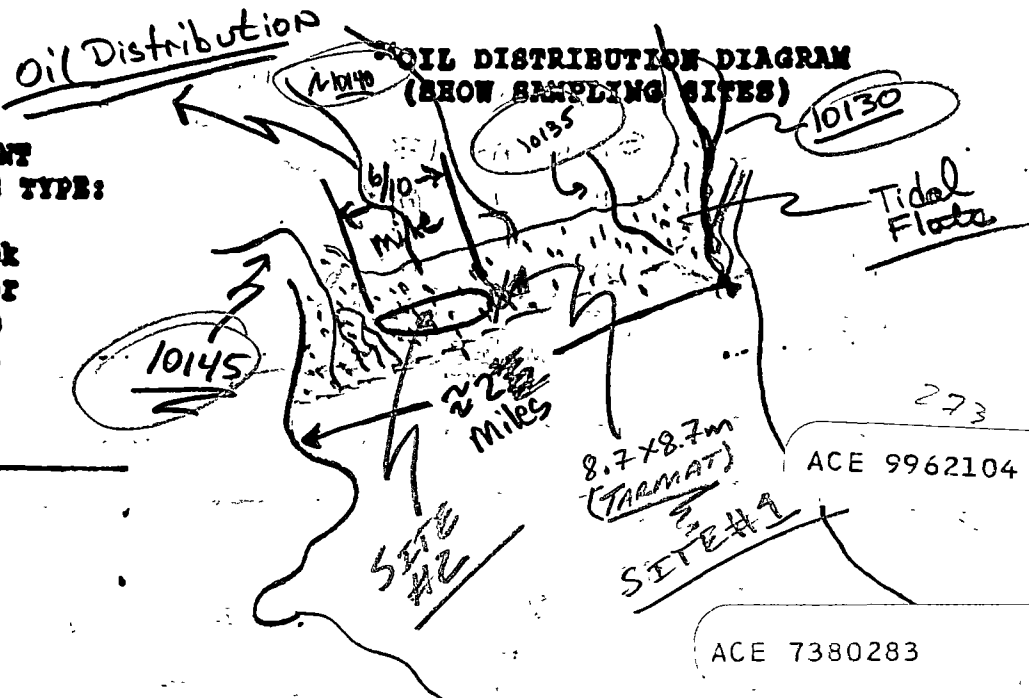 Oil Distribution
OIL DISTRIBUTION DIAGRAM
(SHOW SAMPLING SITES)
10140
10135
10130
NT
TYPE:
6/10
mile
Tidal
Flats
k
10145
≈ 2
Miles
273
8.7 x 8.7m
(TARMAT)
ACE 9962104
SITE
#2
SITE #1
ACE 7380283